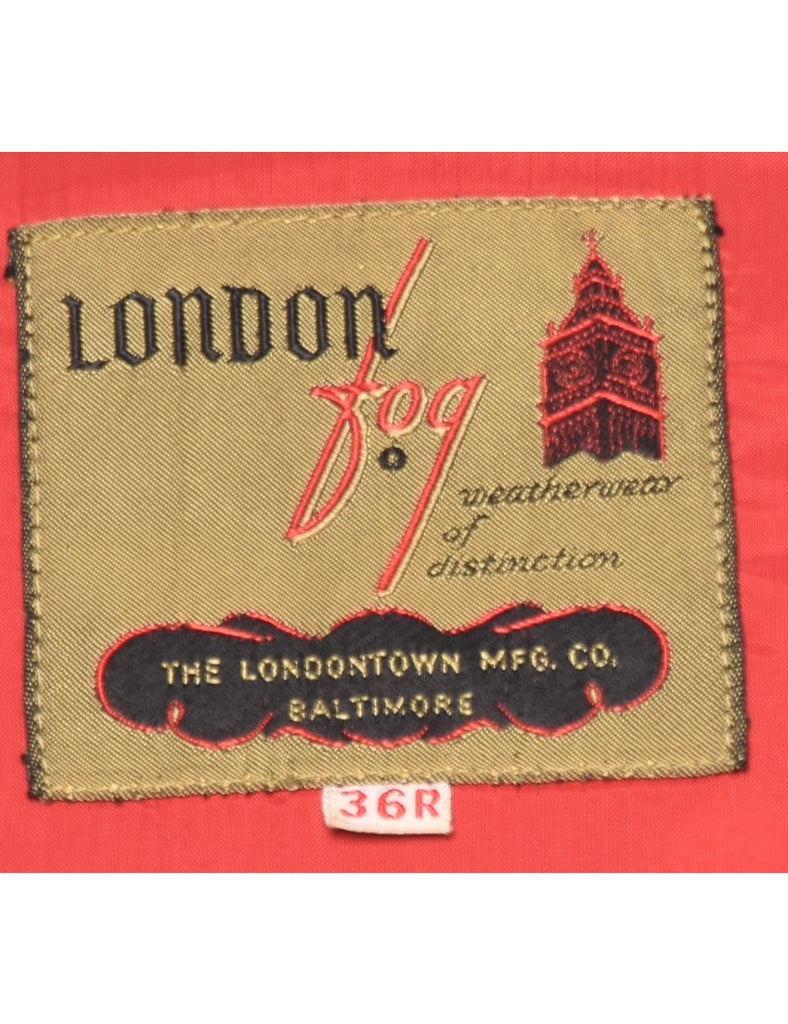 LONDON
fog
®
weatherwear
of
distinction
THE LONDONTOWN MFG. CO.
BALTIMORE
36R